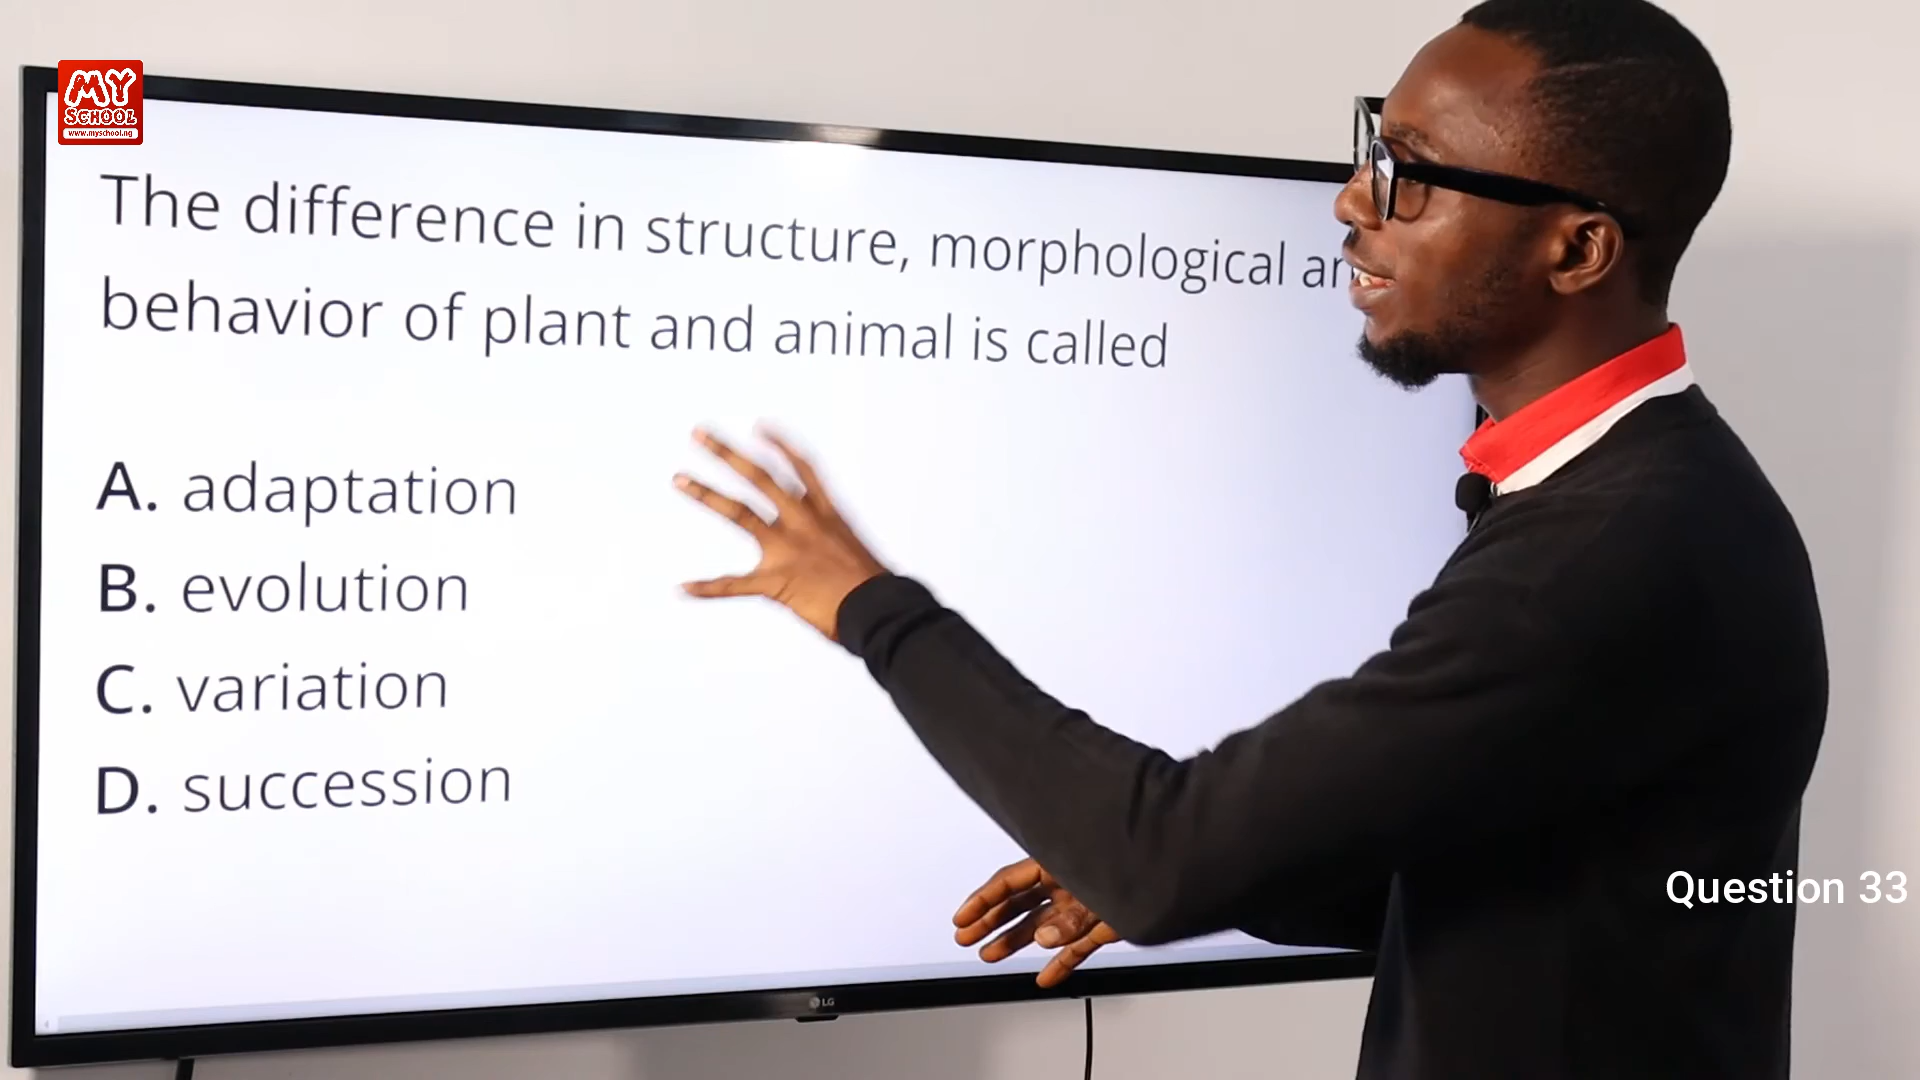 MY
SCHOOL
www.myschool.ng
The difference in structure, morphological
behavior of plant and animal is called
A. adaptation
B. evolution
C. variation
D. succession
LG
Question 33